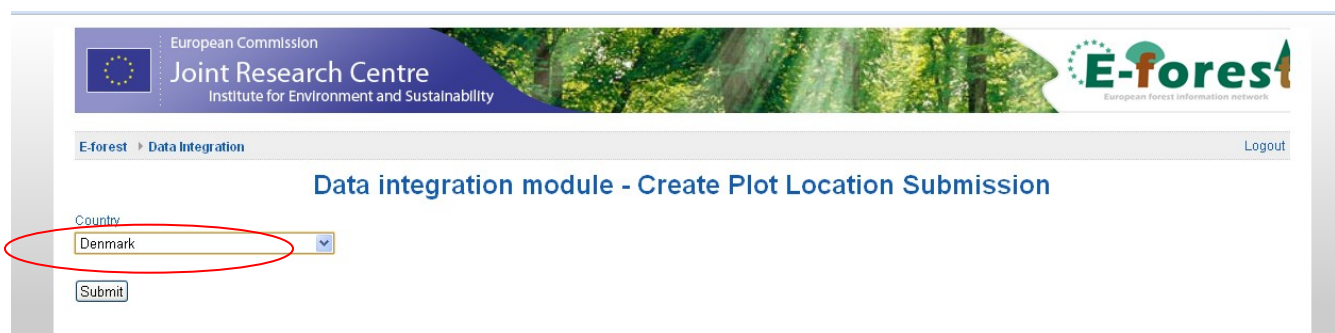 European Commission
Joint Research Centre
Institute for Environment and Sustainability
E-forest
European forest information network
E-forest Data Integration
Logout
Data integration module - Create Plot Location Submission
Country
Denmark
Submit